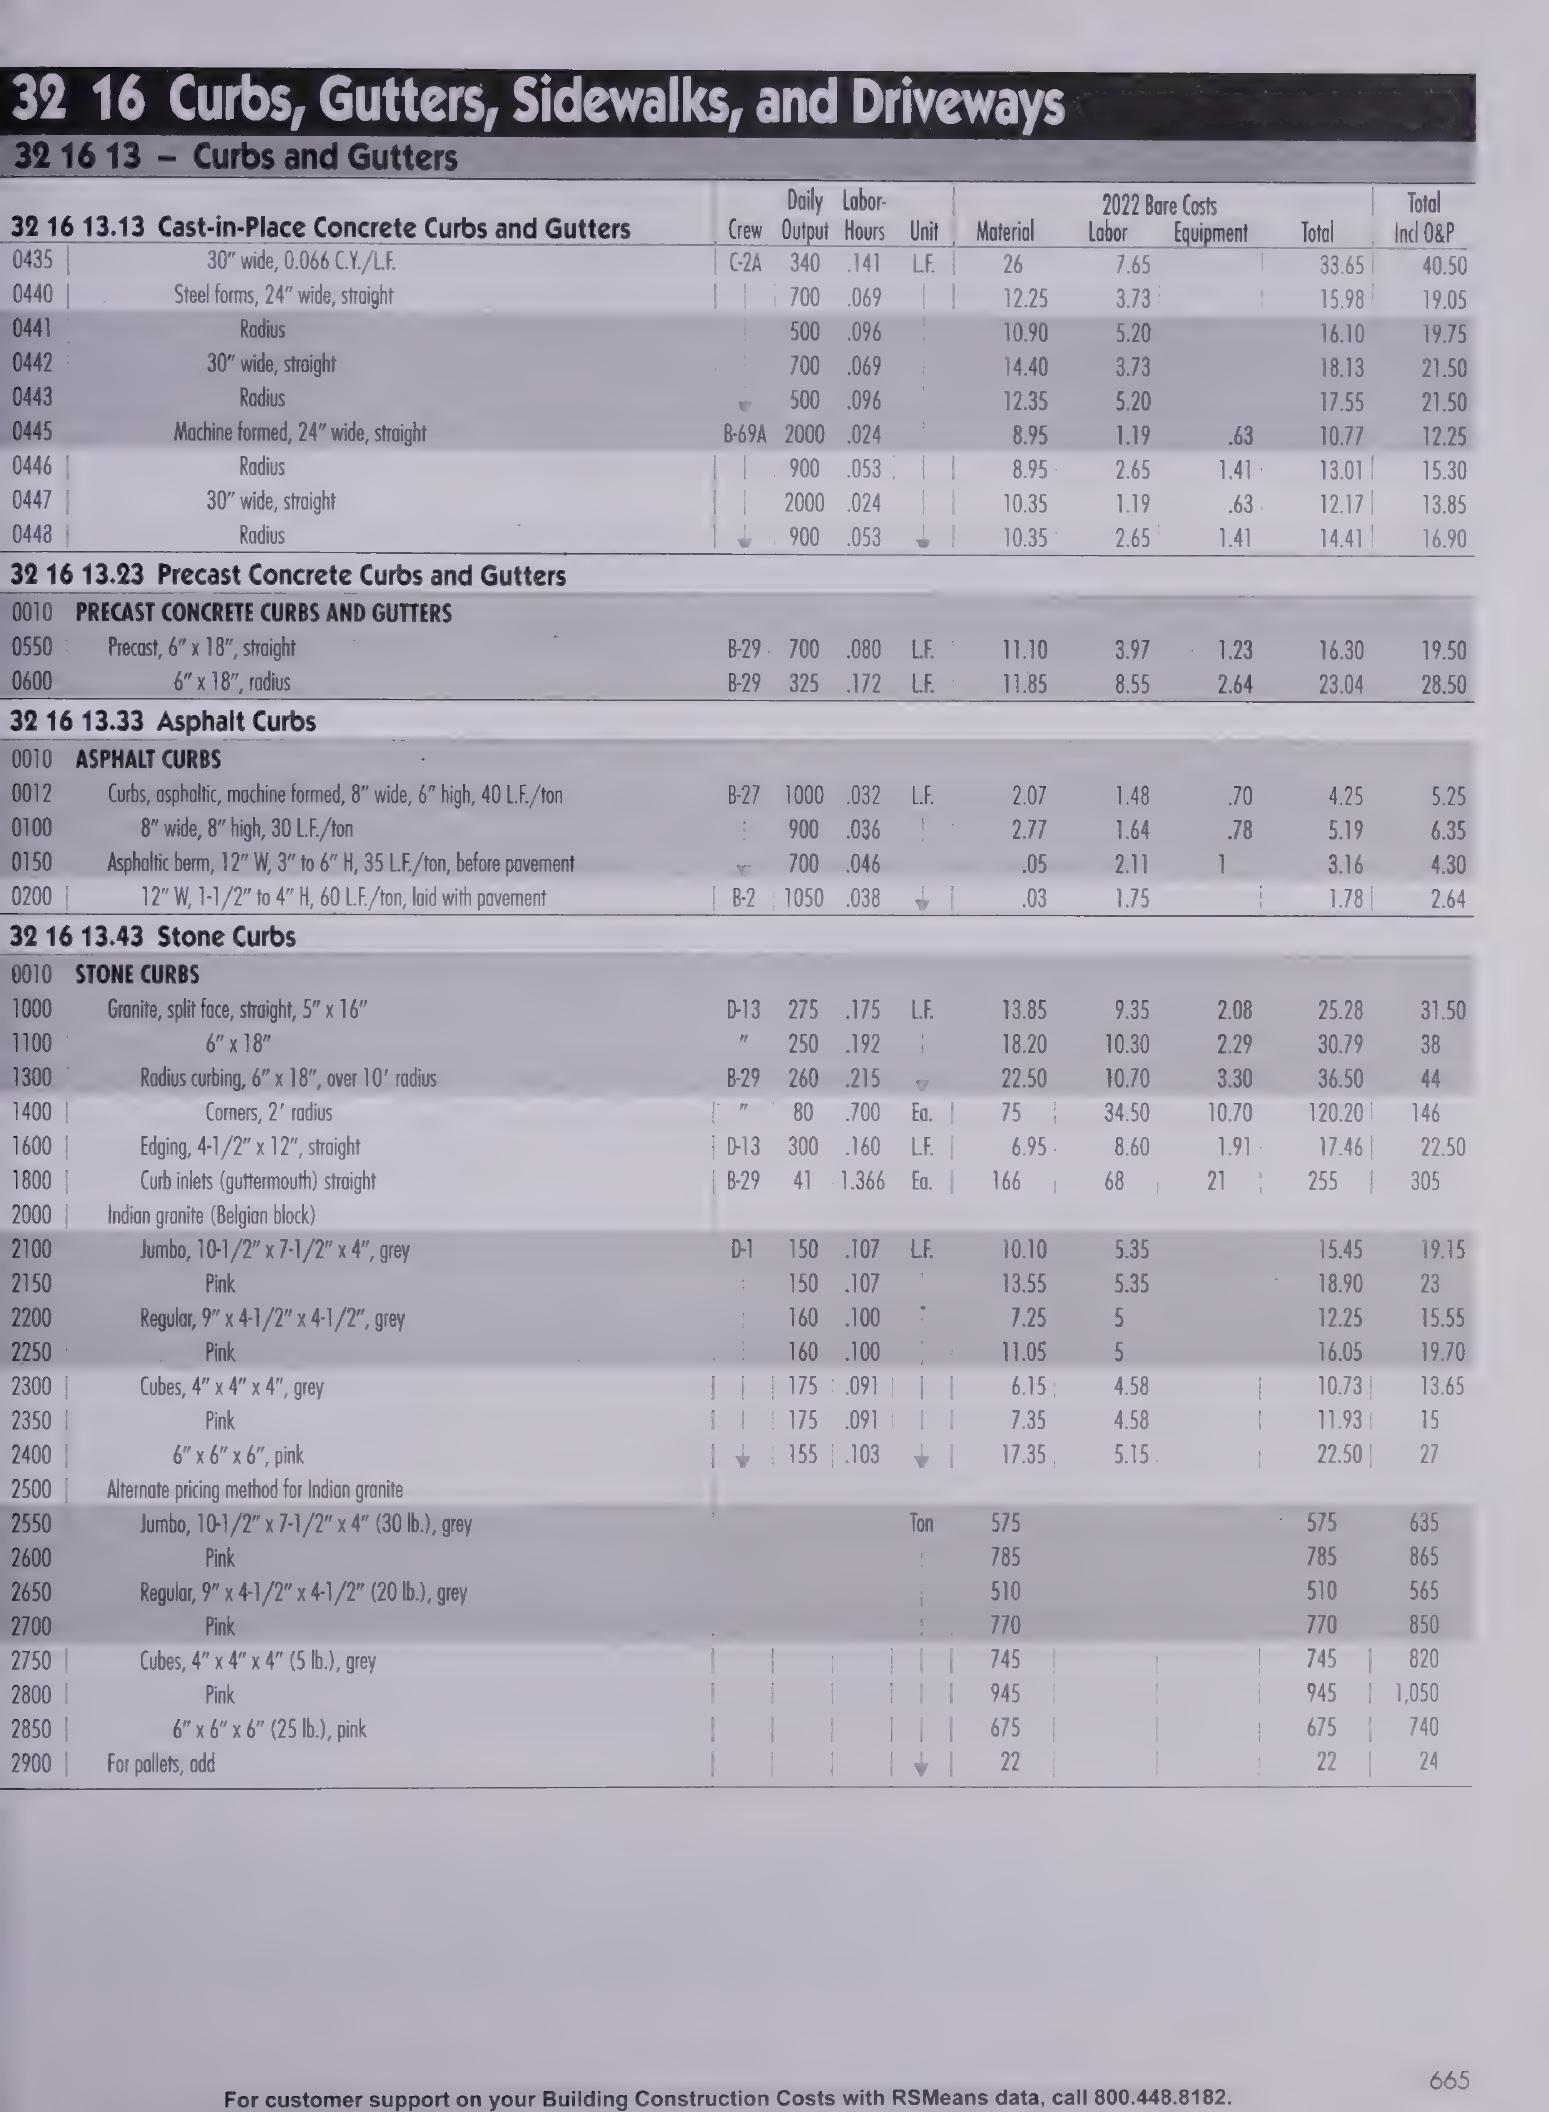 32 16 Curbs, Gutters, Sidewalks, and Driveways
32 16 13 – Curbs and Gutters
Daily Labor- 2022 Bare Costs Total
32 16 13.13 Cast-in-Place Concrete Curbs and Gutters Crew Output Hours Unit Material Labor Equipment Total Incl O&P
0435 30" wide, 0.066 C.Y./L.F. C-2A 340 .141 L.F. 26 7.65 33.65 40.50
0440 Steel forms, 24" wide, straight 700 .069 12.25 3.73 15.98 19.05
0441 Radius 500 .096 10.90 5.20 16.10 19.75
0442 30" wide, straight 700 .069 14.40 3.73 18.13 21.50
0443 Radius 500 .096 12.35 5.20 17.55 21.50
0445 Machine formed, 24" wide, straight B-69A 2000 .024 8.95 1.19 .63 10.77 12.25
0446 Radius 900 .053 8.95 2.65 1.41 13.01 15.30
0447 30" wide, straight 2000 .024 10.35 1.19 .63 12.17 13.85
0448 Radius 900 .053 10.35 2.65 1.41 14.41 16.90
32 16 13.23 Precast Concrete Curbs and Gutters
0010 PRECAST CONCRETE CURBS AND GUTTERS
0550 Precast, 6" x 18", straight B-29 700 .080 L.F. 11.10 3.97 1.23 16.30 19.50
0600 6" x 18", radius B-29 325 .172 L.F. 11.85 8.55 2.64 23.04 28.50
32 16 13.33 Asphalt Curbs
0010 ASPHALT CURBS
0012 Curbs, asphaltic, machine formed, 8" wide, 6" high, 40 L.F./ton B-27 1000 .032 L.F. 2.07 1.48 .70 4.25 5.25
0100 8" wide, 8" high, 30 L.F./ton 900 .036 2.77 1.64 .78 5.19 6.35
0150 Asphaltic berm, 12" W, 3" to 6" H, 35 L.F./ton, before pavement 700 .046 .05 2.11 1 3.16 4.30
0200 12" W, 1-1/2" to 4" H, 60 L.F./ton, laid with pavement B-2 1050 .038 .03 1.75 1.78 2.64
32 16 13.43 Stone Curbs
0010 STONE CURBS
1000 Granite, split face, straight, 5" x 16" D-13 275 .175 L.F. 13.85 9.35 2.08 25.28 31.50
1100 6" x 18" " 250 .192 18.20 10.30 2.29 30.79 38
1300 Radius curbing, 6" x 18", over 10' radius B-29 260 .215 22.50 10.70 3.30 36.50 44
1400 Corners, 2' radius " 80 .700 Ea. 75 34.50 10.70 120.20 146
1600 Edging, 4-1/2" x 12", straight D-13 300 .160 L.F. 6.95 8.60 1.91 17.46 22.50
1800 Curb inlets (guttermouth) straight B-29 41 1.366 Ea. 166 68 21 255 305
2000 Indian granite (Belgian block)
2100 Jumbo, 10-1/2" x 7-1/2" x 4", grey D-1 150 .107 L.F. 10.10 5.35 15.45 19.15
2150 Pink 150 .107 13.55 5.35 18.90 23
2200 Regular, 9" x 4-1/2" x 4-1/2", grey 160 .100 7.25 5 12.25 15.55
2250 Pink 160 .100 11.05 5 16.05 19.70
2300 Cubes, 4" x 4" x 4", grey 175 .091 6.15 4.58 10.73 13.65
2350 Pink 175 .091 7.35 4.58 11.93 15
2400 6" x 6" x 6", pink 155 .103 17.35 5.15 22.50 27
2500 Alternate pricing method for Indian granite
2550 Jumbo, 10-1/2" x 7-1/2" x 4" (30 lb.), grey Ton 575 575 635
2600 Pink 785 785 865
2650 Regular, 9" x 4-1/2" x 4-1/2" (20 lb.), grey 510 510 565
2700 Pink 770 770 850
2750 Cubes, 4" x 4" x 4" (5 lb.), grey 745 745 820
2800 Pink 945 945 1,050
2850 6" x 6" x 6" (25 lb.), pink 675 675 740
2900 For pallets, add 22 22 24
For customer support on your Building Construction Costs with RSMeans data, call 800.448.8182.
665